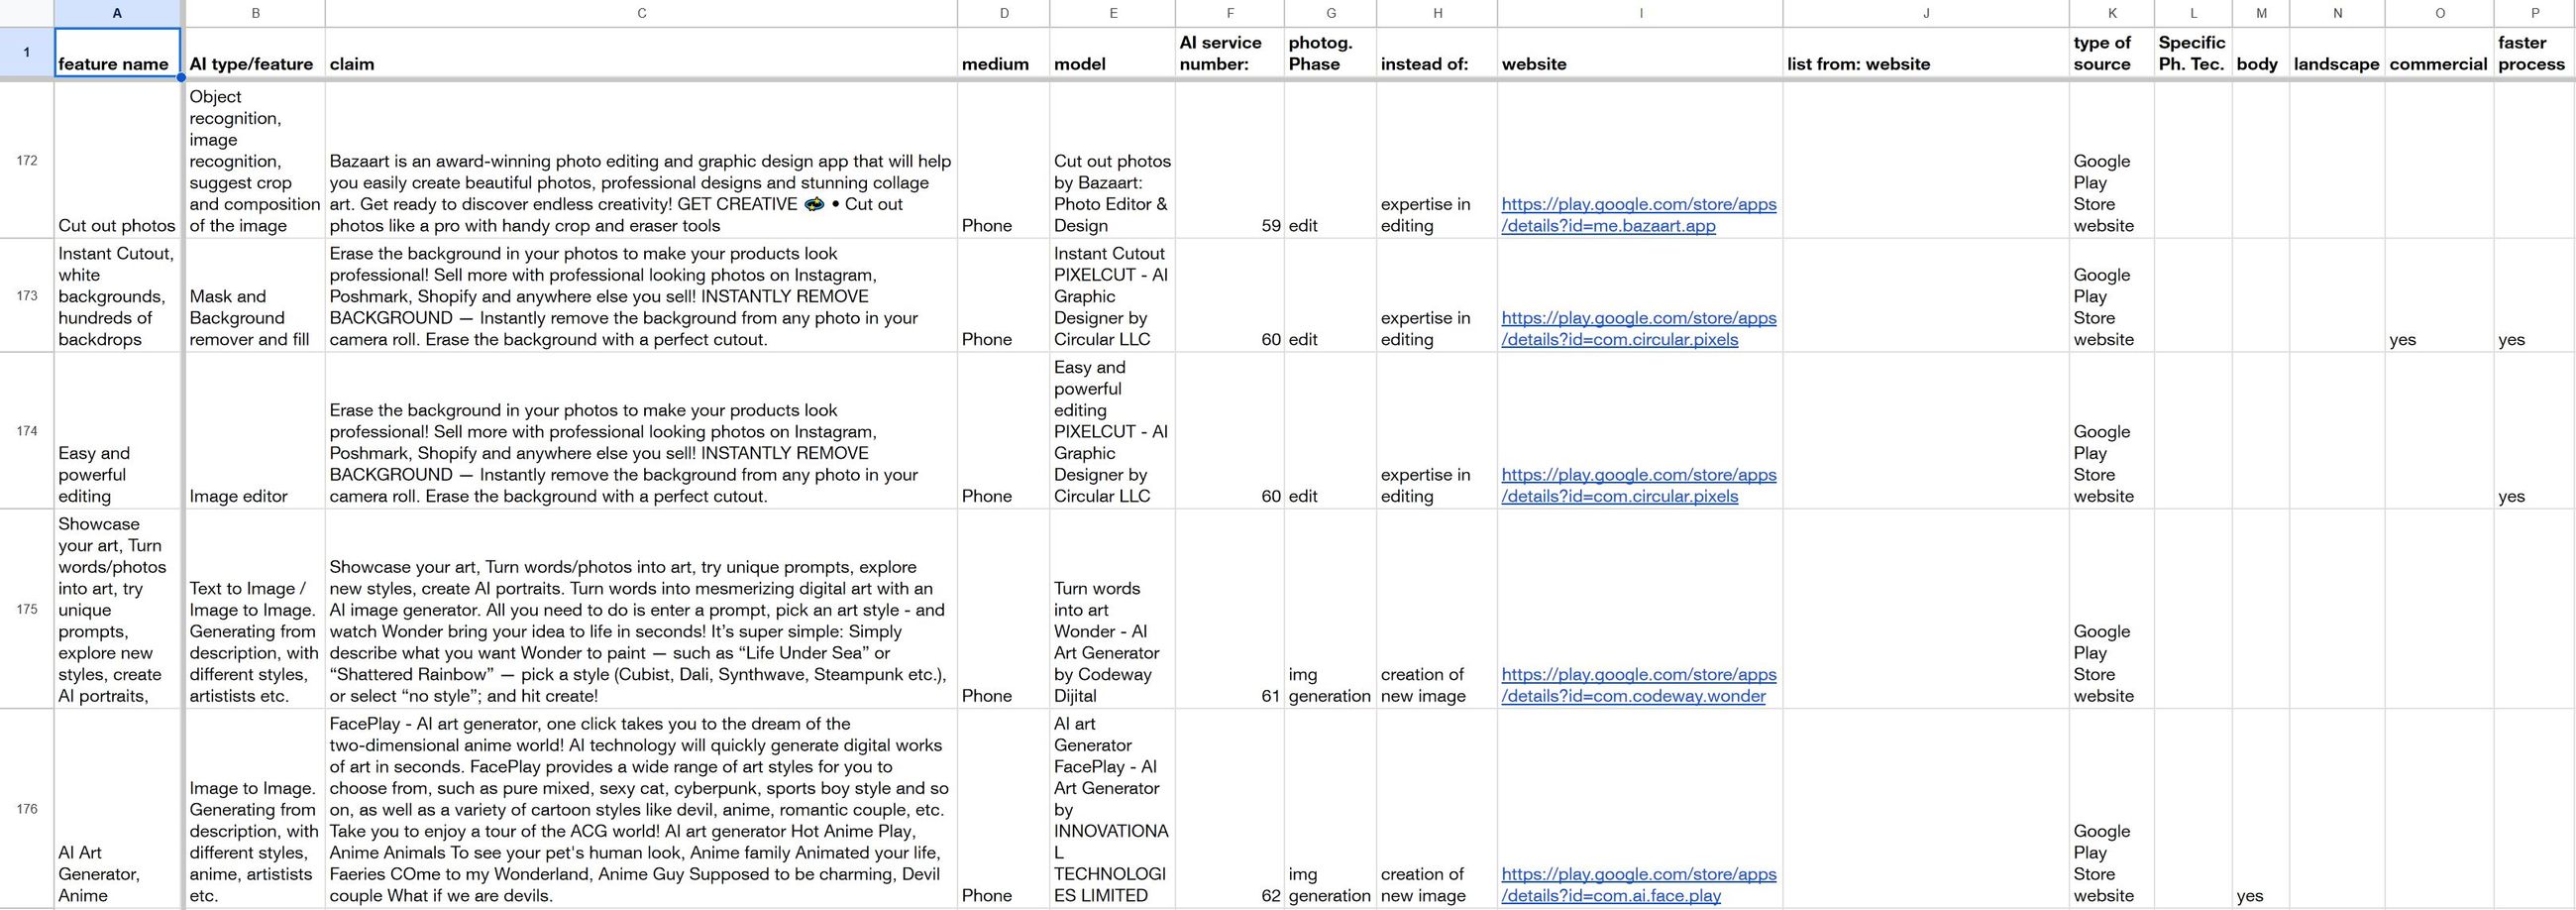 A B C D E F G H I J K L M N O P
1
feature name
AI type/feature
claim
medium
model
AI service
number:
photog.
Phase
instead of:
website
list from: website
type of
source
Specific
Ph. Tec.
body
landscape
commercial
faster
process
172
Cut out photos
Object
recognition,
image
recognition,
suggest crop
and composition
of the image
Bazaart is an award-winning photo editing and graphic design app that will help
you easily create beautiful photos, professional designs and stunning collage
art. Get ready to discover endless creativity! GET CREATIVE • Cut out
photos like a pro with handy crop and eraser tools
Phone
Cut out photos
by Bazaart:
Photo Editor &
Design
59
edit
expertise in
editing
https://play.google.com/store/apps
/details?id=me.bazaart.app
Google
Play
Store
website
173
Instant Cutout,
white
backgrounds,
hundreds of
backdrops
Mask and
Background
remover and fill
Erase the background in your photos to make your products look
professional! Sell more with professional looking photos on Instagram,
Poshmark, Shopify and anywhere else you sell! INSTANTLY REMOVE
BACKGROUND — Instantly remove the background from any photo in your
camera roll. Erase the background with a perfect cutout.
Phone
Instant Cutout
PIXELCUT - AI
Graphic
Designer by
Circular LLC
60
edit
expertise in
editing
https://play.google.com/store/apps
/details?id=com.circular.pixels
Google
Play
Store
website
yes
yes
174
Easy and
powerful
editing
Image editor
Erase the background in your photos to make your products look
professional! Sell more with professional looking photos on Instagram,
Poshmark, Shopify and anywhere else you sell! INSTANTLY REMOVE
BACKGROUND — Instantly remove the background from any photo in your
camera roll. Erase the background with a perfect cutout.
Phone
Easy and
powerful
editing
PIXELCUT - AI
Graphic
Designer by
Circular LLC
60
edit
expertise in
editing
https://play.google.com/store/apps
/details?id=com.circular.pixels
Google
Play
Store
website
yes
175
Showcase
your art, Turn
words/photos
into art, try
unique
prompts,
explore new
styles, create
AI portraits,
Text to Image /
Image to Image.
Generating from
description, with
different styles,
artistists etc.
Showcase your art, Turn words/photos into art, try unique prompts, explore
new styles, create AI portraits. Turn words into mesmerizing digital art with an
AI image generator. All you need to do is enter a prompt, pick an art style - and
watch Wonder bring your idea to life in seconds! It’s super simple: Simply
describe what you want Wonder to paint — such as “Life Under Sea” or
“Shattered Rainbow” — pick a style (Cubist, Dali, Synthwave, Steampunk etc.),
or select “no style”; and hit create!
Phone
Turn words
into art
Wonder - AI
Art Generator
by Codeway
Dijital
61
img
generation
creation of
new image
https://play.google.com/store/apps
/details?id=com.codeway.wonder
Google
Play
Store
website
176
AI Art
Generator,
Anime
Image to Image.
Generating from
description, with
different styles,
anime, artistists
etc.
FacePlay - AI art generator, one click takes you to the dream of the
two-dimensional anime world! AI technology will quickly generate digital works
of art in seconds. FacePlay provides a wide range of art styles for you to
choose from, such as pure mixed, sexy cat, cyberpunk, sports boy style and so
on, as well as a variety of cartoon styles like devil, anime, romantic couple, etc.
Take you to enjoy a tour of the ACG world! AI art generator Hot Anime Play,
Anime Animals To see your pet's human look, Anime family Animated your life,
Faeries COme to my Wonderland, Anime Guy Supposed to be charming, Devil
couple What if we are devils.
Phone
AI art
Generator
FacePlay - AI
Art Generator
by
INNOVATIONA
L
TECHNOLOGI
ES LIMITED
62
img
generation
creation of
new image
https://play.google.com/store/apps
/details?id=com.ai.face.play
Google
Play
Store
website
yes